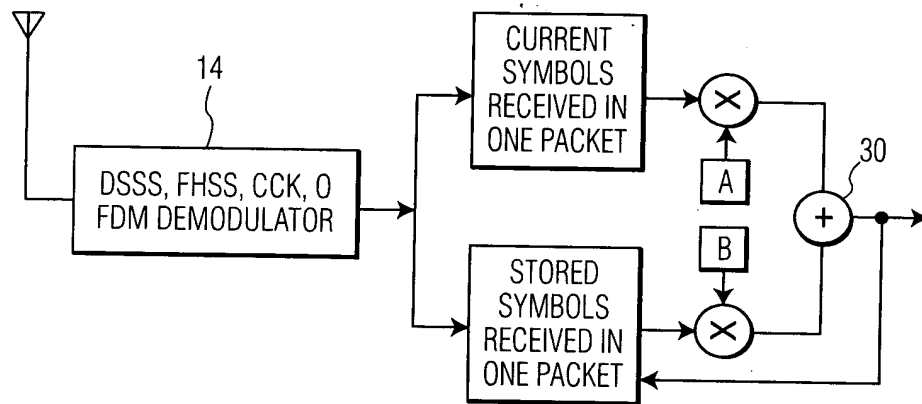 14
DSSS, FHSS, CCK, O
FDM DEMODULATOR
CURRENT
SYMBOLS
RECEIVED IN
ONE PACKET
A
B
30
+
STORED
SYMBOLS
RECEIVED IN
ONE PACKET